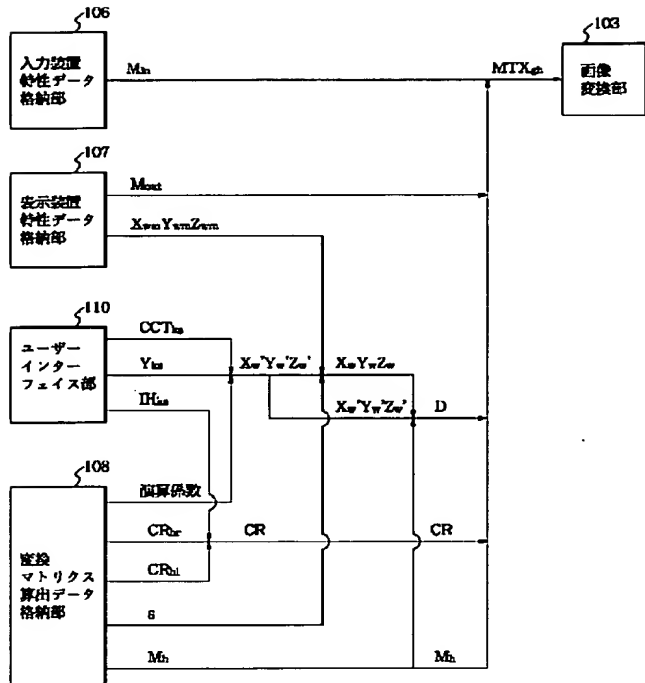 106
入力装置
特性データ
格納部
Min
MTXgh
103
画像
変換部
107
表示装置
特性データ
格納部
Mout
XwmYwmZwm
110
ユーザー
インター
フェイス部
CCTks
Yks
Xw'Yw'Zw'
XwYwZw
Xw'Yw'Zw'
D
108
変換
マトリクス
算出データ
格納部
演算係数
CRhr
CR
CR
CRhl
s
Mh
Mh